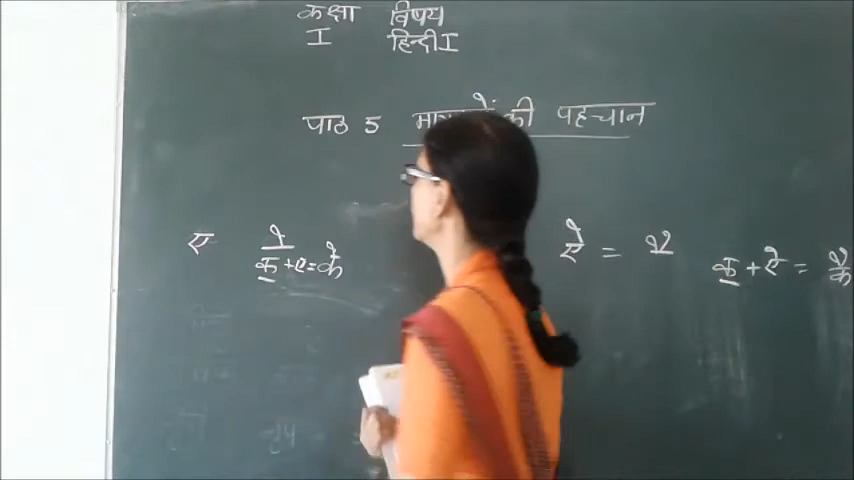 कक्षा विषय
I हिन्दी I
पाठ 5 की पहचान
ए े ऐ = ै
क + ए = के क + ऐ = कै